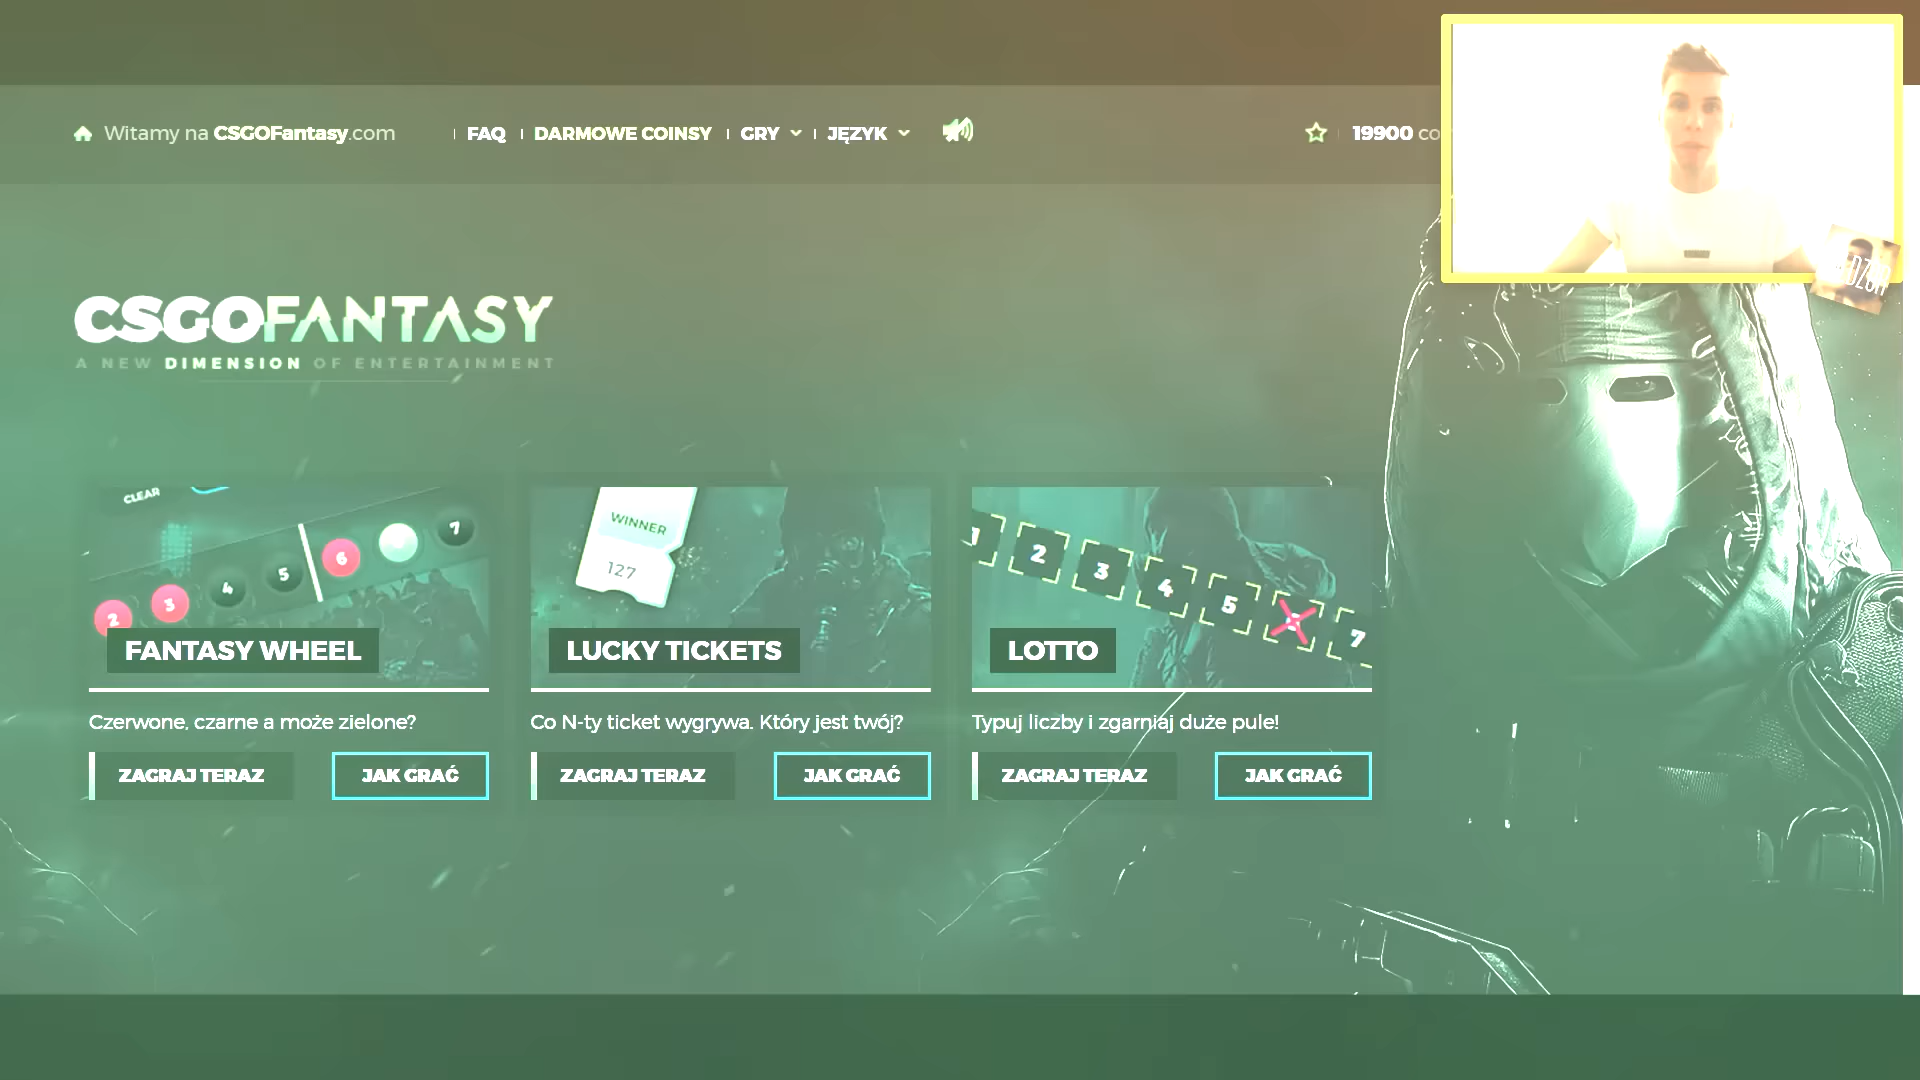 Witamy na CSGOFantasy.com
FAQ
DARMOWE COINSY
GRY
JĘZYK
19900 co
CSGOFANTASY
A NEW DIMENSION OF ENTERTAINMENT
CLEAR
2 3 4 5 6 7
FANTASY WHEEL
Czerwone, czarne a może zielone?
ZAGRAJ TERAZ
JAK GRAĆ
WINNER
127
LUCKY TICKETS
Co N-ty ticket wygrywa. Który jest twój?
ZAGRAJ TERAZ
JAK GRAĆ
1 2 3 4 5 7
LOTTO
Typuj liczby i zgarniaj duże pule!
ZAGRAJ TERAZ
JAK GRAĆ